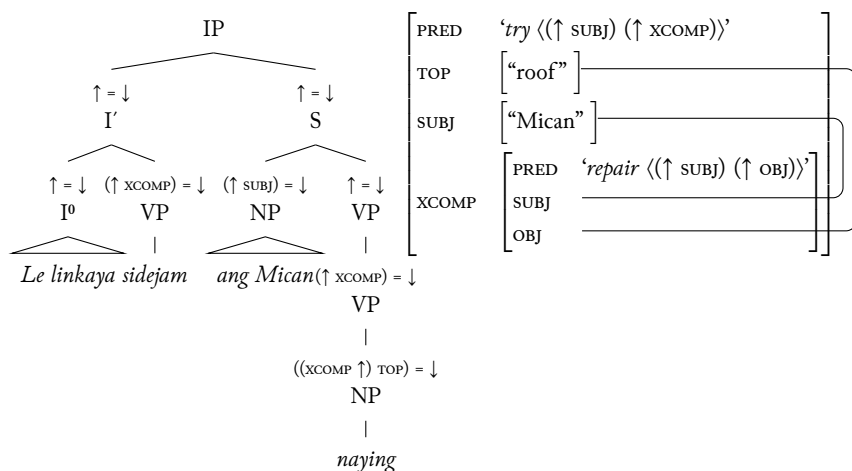 IP
↑ = ↓ ↑ = ↓
I′ S
↑ = ↓ (↑ XCOMP) = ↓ (↑ SUBJ) = ↓ ↑ = ↓
I⁰ VP NP VP
Le linkaya sidejam ang Mican (↑ XCOMP) = ↓
VP
((XCOMP ↑) TOP) = ↓
NP
naying
PRED ‘try ⟨(↑ SUBJ) (↑ XCOMP)⟩’
TOP [“roof”]
SUBJ [“Mican”]
XCOMP
PRED ‘repair ⟨(↑ SUBJ) (↑ OBJ)⟩’
SUBJ
OBJ